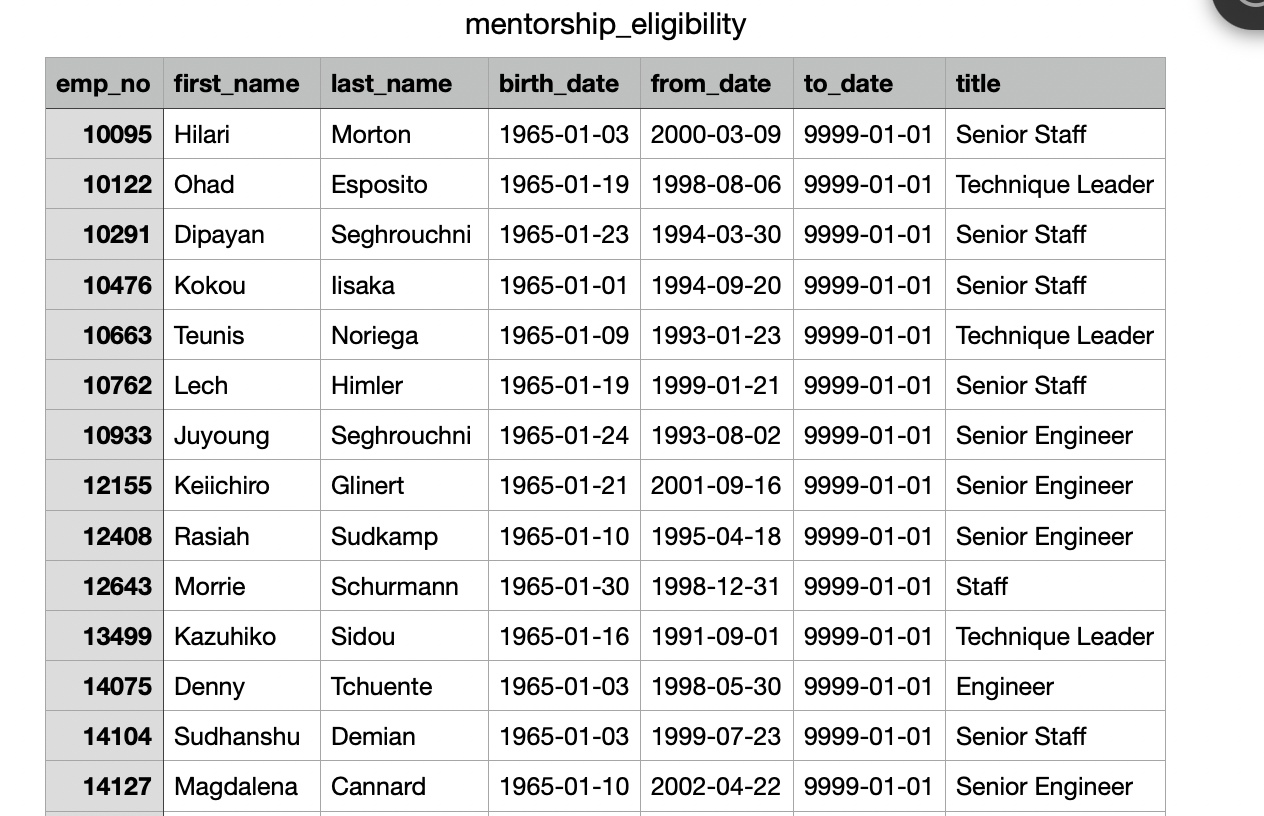 mentorship_eligibility
emp_no first_name last_name birth_date from_date to_date title
10095 Hilari Morton 1965-01-03 2000-03-09 9999-01-01 Senior Staff
10122 Ohad Esposito 1965-01-19 1998-08-06 9999-01-01 Technique Leader
10291 Dipayan Seghrouchni 1965-01-23 1994-03-30 9999-01-01 Senior Staff
10476 Kokou Iisaka 1965-01-01 1994-09-20 9999-01-01 Senior Staff
10663 Teunis Noriega 1965-01-09 1993-01-23 9999-01-01 Technique Leader
10762 Lech Himler 1965-01-19 1999-01-21 9999-01-01 Senior Staff
10933 Juyoung Seghrouchni 1965-01-24 1993-08-02 9999-01-01 Senior Engineer
12155 Keiichiro Glinert 1965-01-21 2001-09-16 9999-01-01 Senior Engineer
12408 Rasiah Sudkamp 1965-01-10 1995-04-18 9999-01-01 Senior Engineer
12643 Morrie Schurmann 1965-01-30 1998-12-31 9999-01-01 Staff
13499 Kazuhiko Sidou 1965-01-16 1991-09-01 9999-01-01 Technique Leader
14075 Denny Tchuente 1965-01-03 1998-05-30 9999-01-01 Engineer
14104 Sudhanshu Demian 1965-01-03 1999-07-23 9999-01-01 Senior Staff
14127 Magdalena Cannard 1965-01-10 2002-04-22 9999-01-01 Senior Engineer